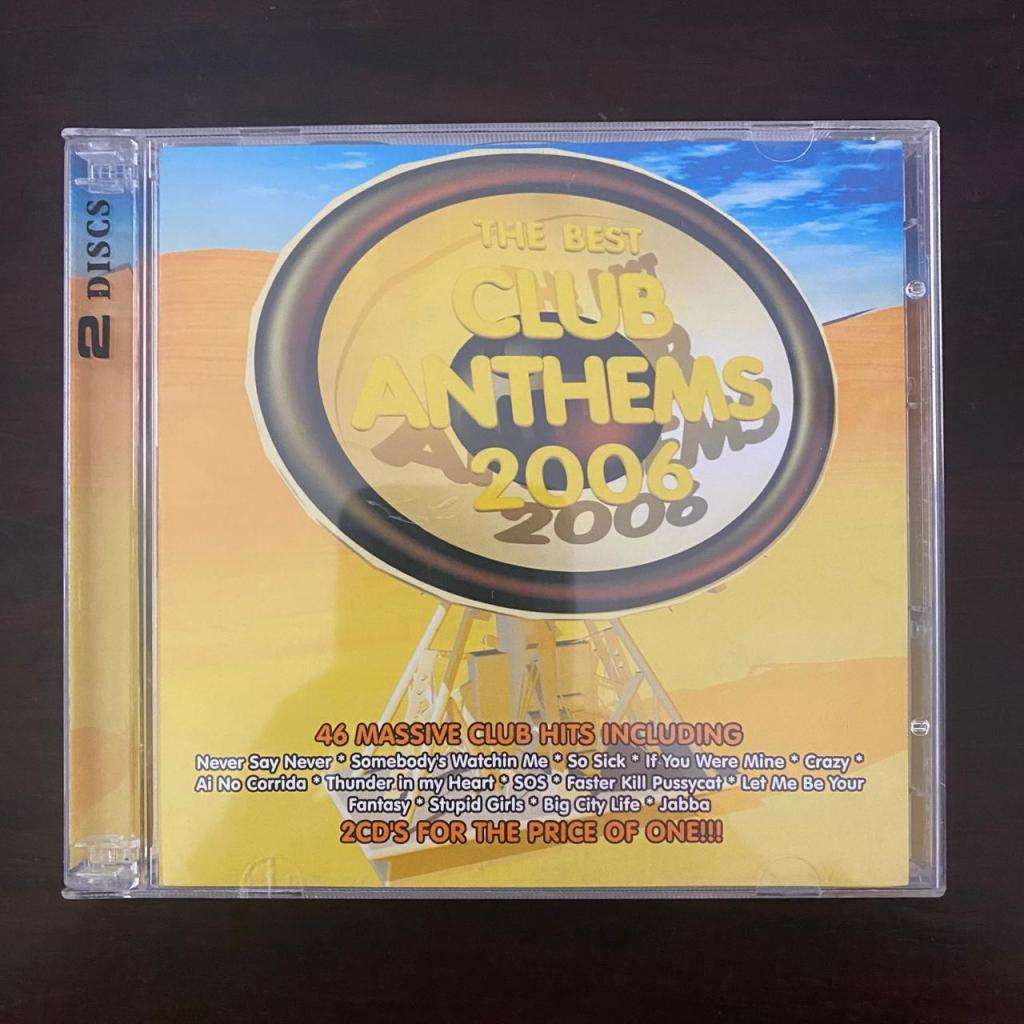 2 DISCS
THE BEST
CLUB
ANTHEMS
2006
46 MASSIVE CLUB HITS INCLUDING
Never Say Never * Somebody's Watchin Me * So Sick * If You Were Mine * Crazy *
Ai No Corrida * Thunder in my Heart * SOS * Faster Kill Pussycat * Let Me Be Your
Fantasy * Stupid Girls * Big City Life * Jabba
2CD'S FOR THE PRICE OF ONE!!!